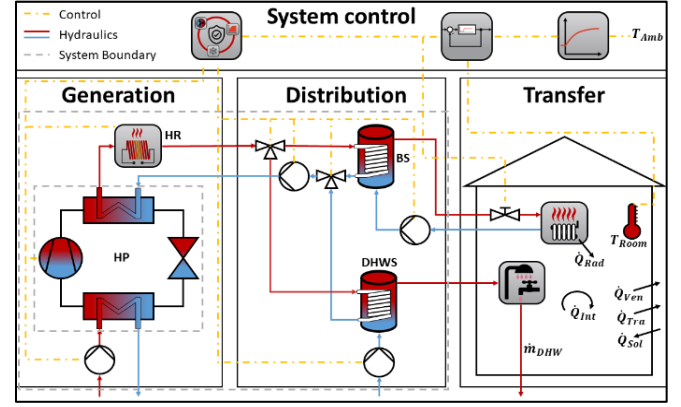 System control
Control
Hydraulics
System Boundary
T_Amb
Generation
Distribution
Transfer
HR
BS
HP
DHWS
T_Room
Q̇_Rad
Q̇_Ven
Q̇_Int
Q̇_Tra
Q̇_Sol
ṁ_DHW